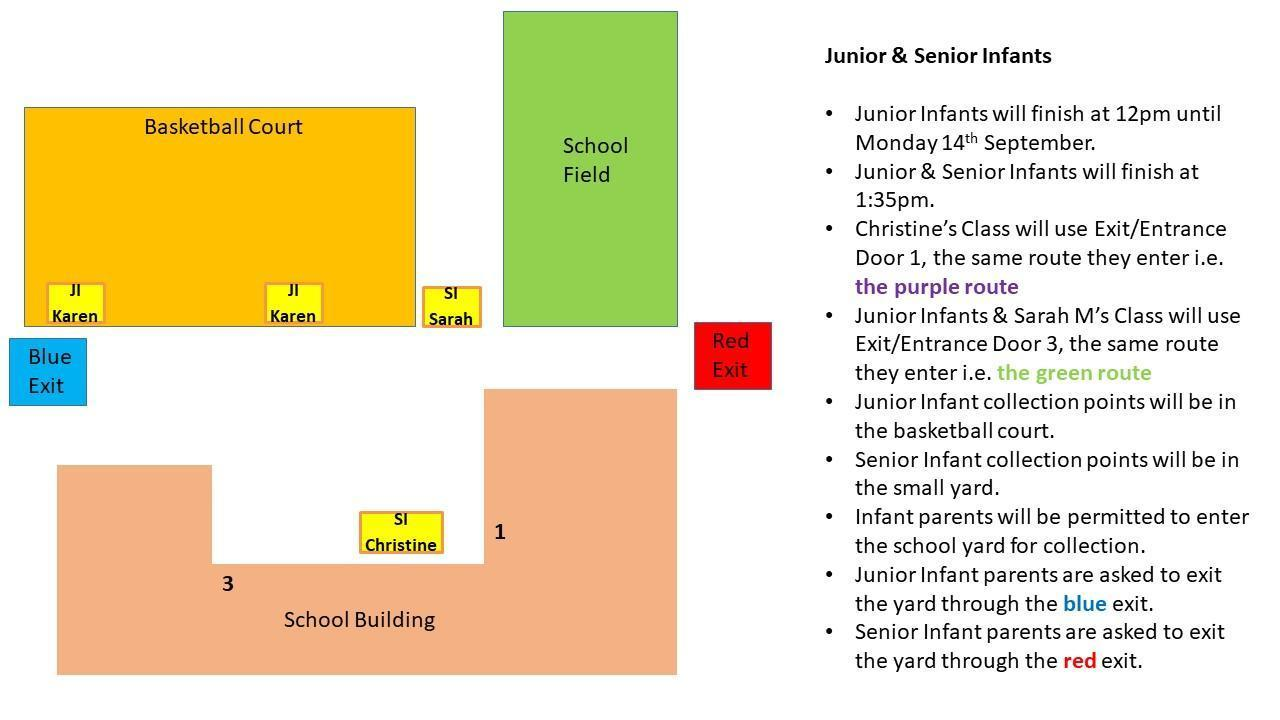 Basketball Court
School
Field
JI
Karen
JI
Karen
SI
Sarah
Blue
Exit
Red
Exit
SI
Christine
1
3
School Building
Junior & Senior Infants
• Junior Infants will finish at 12pm until
Monday 14th September.
• Junior & Senior Infants will finish at
1:35pm.
• Christine’s Class will use Exit/Entrance
Door 1, the same route they enter i.e.
the purple route
• Junior Infants & Sarah M’s Class will use
Exit/Entrance Door 3, the same route
they enter i.e. the green route
• Junior Infant collection points will be in
the basketball court.
• Senior Infant collection points will be in
the small yard.
• Infant parents will be permitted to enter
the school yard for collection.
• Junior Infant parents are asked to exit
the yard through the blue exit.
• Senior Infant parents are asked to exit
the yard through the red exit.